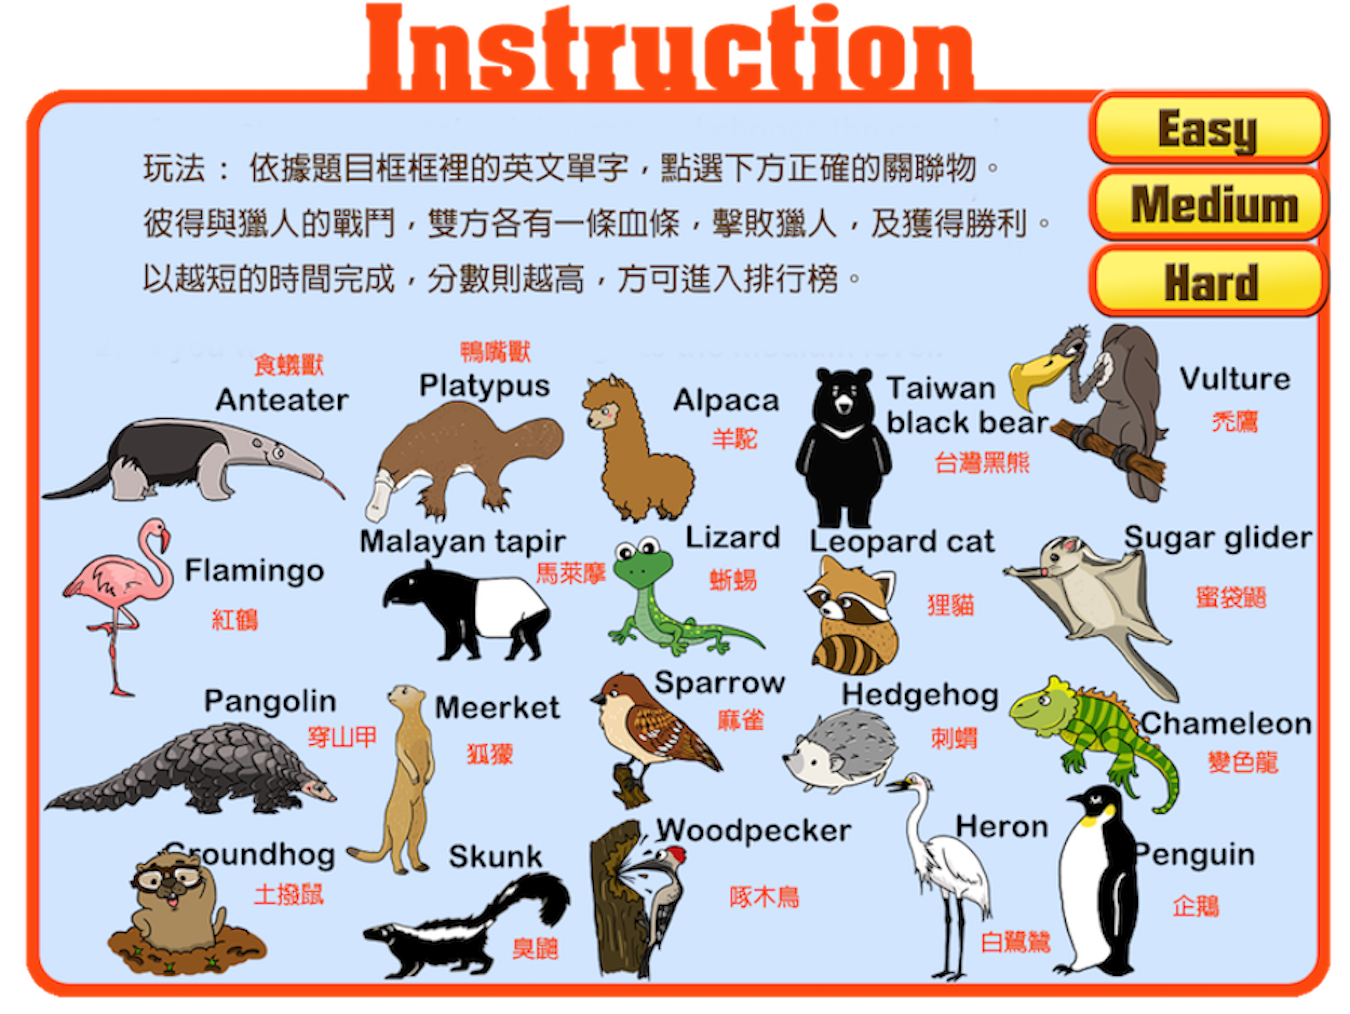 Instruction
Easy
Medium
Hard
玩法： 依據題目框框裡的英文單字，點選下方正確的關聯物。
彼得與獵人的戰鬥，雙方各有一條血條，擊敗獵人，及獲得勝利。
以越短的時間完成，分數則越高，方可進入排行榜。
食蟻獸
Anteater
鴨嘴獸
Platypus
Alpaca
羊駝
Taiwan
black bear
台灣黑熊
Vulture
禿鷹
Flamingo
紅鶴
Malayan tapir
馬萊摩
Lizard
蜥蜴
Leopard cat
狸貓
Sugar glider
蜜袋鼯
Pangolin
穿山甲
Meerket
狐獴
Sparrow
麻雀
Hedgehog
刺蝟
Chameleon
變色龍
Groundhog
土撥鼠
Skunk
臭鼬
Woodpecker
啄木鳥
Heron
白鷺鷥
Penguin
企鵝